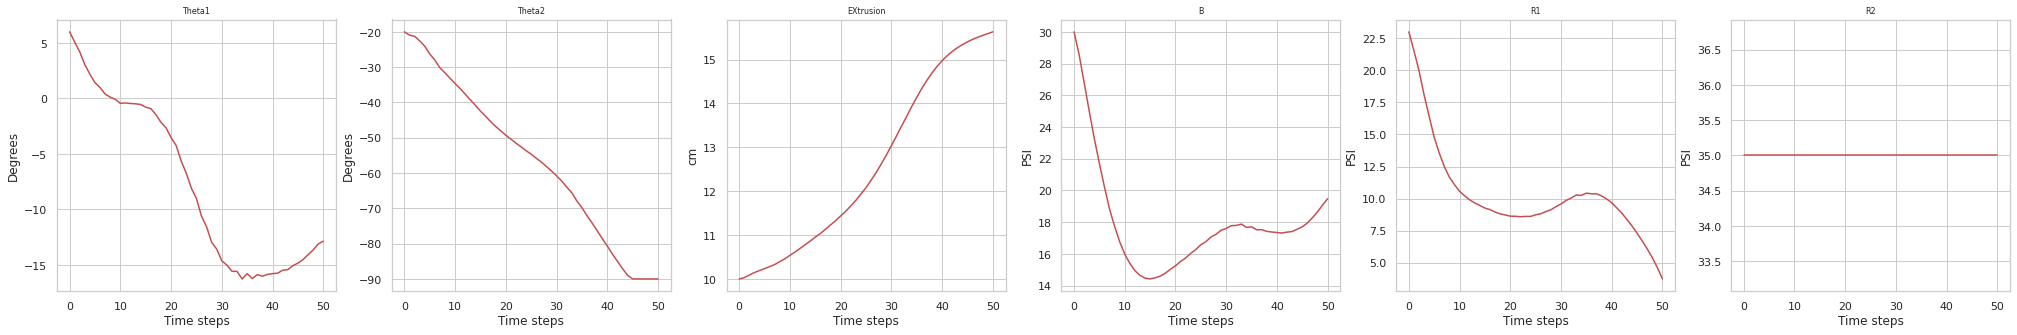 Theta1
5
0
−5
−10
−15
Degrees
0 10 20 30 40 50
Time steps
Theta2
−20
−30
−40
−50
−60
−70
−80
−90
Degrees
0 10 20 30 40 50
Time steps
EXtrusion
15
14
13
12
11
10
cm
0 10 20 30 40 50
Time steps
B
30
28
26
24
22
20
18
16
14
PSI
0 10 20 30 40 50
Time steps
R1
22.5
20.0
17.5
15.0
12.5
10.0
7.5
5.0
PSI
0 10 20 30 40 50
Time steps
R2
36.5
36.0
35.5
35.0
34.5
34.0
33.5
PSI
0 10 20 30 40 50
Time steps